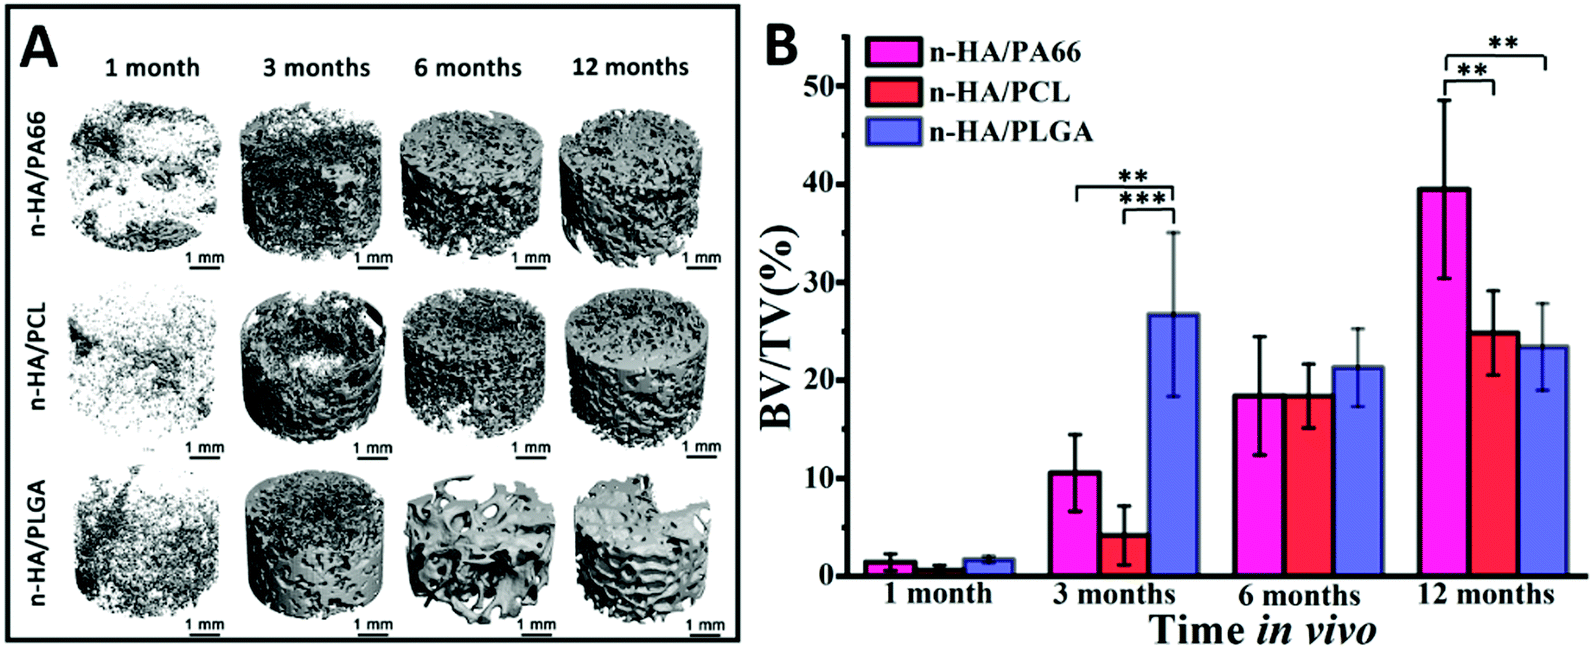 A
1 month 3 months 6 months 12 months
n-HA/PA66
1 mm 1 mm 1 mm 1 mm
n-HA/PCL
1 mm 1 mm 1 mm 1 mm
n-HA/PLGA
1 mm 1 mm 1 mm 1 mm
B
n-HA/PA66
n-HA/PCL
n-HA/PLGA
** 
***
**
**
BV/TV(%)
50
40
30
20
10
0
1 month 3 months 6 months 12 months
Time in vivo